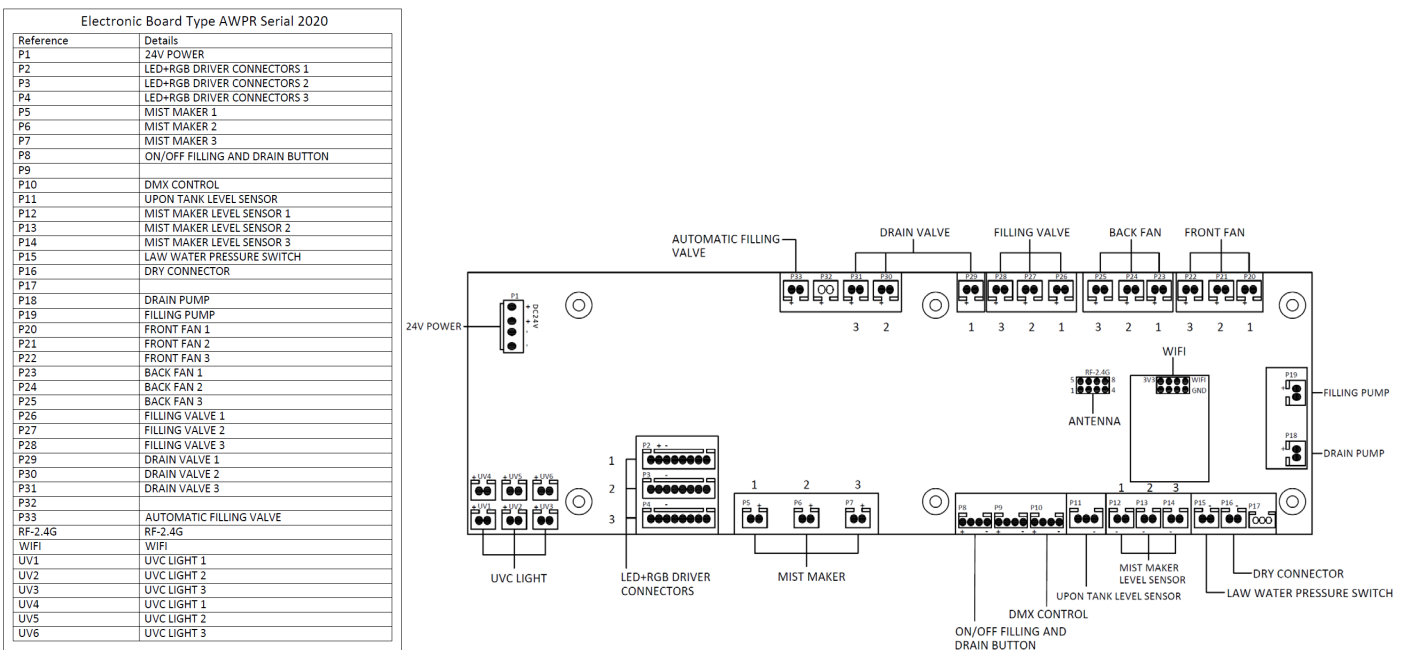 Electronic Board Type AWPR Serial 2020
Reference Details
P1 24V POWER
P2 LED+RGB DRIVER CONNECTORS 1
P3 LED+RGB DRIVER CONNECTORS 2
P4 LED+RGB DRIVER CONNECTORS 3
P5 MIST MAKER 1
P6 MIST MAKER 2
P7 MIST MAKER 3
P8 ON/OFF FILLING AND DRAIN BUTTON
P9
P10 DMX CONTROL
P11 UPON TANK LEVEL SENSOR
P12 MIST MAKER LEVEL SENSOR 1
P13 MIST MAKER LEVEL SENSOR 2
P14 MIST MAKER LEVEL SENSOR 3
P15 LAW WATER PRESSURE SWITCH
P16 DRY CONNECTOR
P17
P18 DRAIN PUMP
P19 FILLING PUMP
P20 FRONT FAN 1
P21 FRONT FAN 2
P22 FRONT FAN 3
P23 BACK FAN 1
P24 BACK FAN 2
P25 BACK FAN 3
P26 FILLING VALVE 1
P27 FILLING VALVE 2
P28 FILLING VALVE 3
P29 DRAIN VALVE 1
P30 DRAIN VALVE 2
P31 DRAIN VALVE 3
P32
P33 AUTOMATIC FILLING VALVE
RF-2.4G RF-2.4G
WIFI WIFI
UV1 UVC LIGHT 1
UV2 UVC LIGHT 2
UV3 UVC LIGHT 3
UV4 UVC LIGHT 1
UV5 UVC LIGHT 2
UV6 UVC LIGHT 3
AUTOMATIC FILLING
VALVE
DRAIN VALVE FILLING VALVE BACK FAN FRONT FAN
P33 P32 P31 P30 P29 P28 P27 P26 P25 P24 P23 P22 P21 P20
+ + + + + + + + + + + + +
3 2 1 3 2 1 3 2 1 3 2 1
24V POWER
P1
+
+
-
-
DC24V
WIFI
RF-2.4G
5 8
1 4
ANTENNA
3V3 WIFI
GND
P19
+
FILLING PUMP
P18
+
DRAIN PUMP
P2 + -
1
P3 -
2
P4 -
3
LED+RGB DRIVER
CONNECTORS
+ UV4 + UV5 + UV6
+ UV1 + UV2 + UV3
UVC LIGHT
1 2 3
P5 + P6 + P7 +
MIST MAKER
P8 P9 P10 P11
+ - + - + - -
1 2 3
P12 P13 P14
- - -
P15 - P16 - P17
MIST MAKER
LEVEL SENSOR
DRY CONNECTOR
LAW WATER PRESSURE SWITCH
UPON TANK LEVEL SENSOR
DMX CONTROL
ON/OFF FILLING AND
DRAIN BUTTON